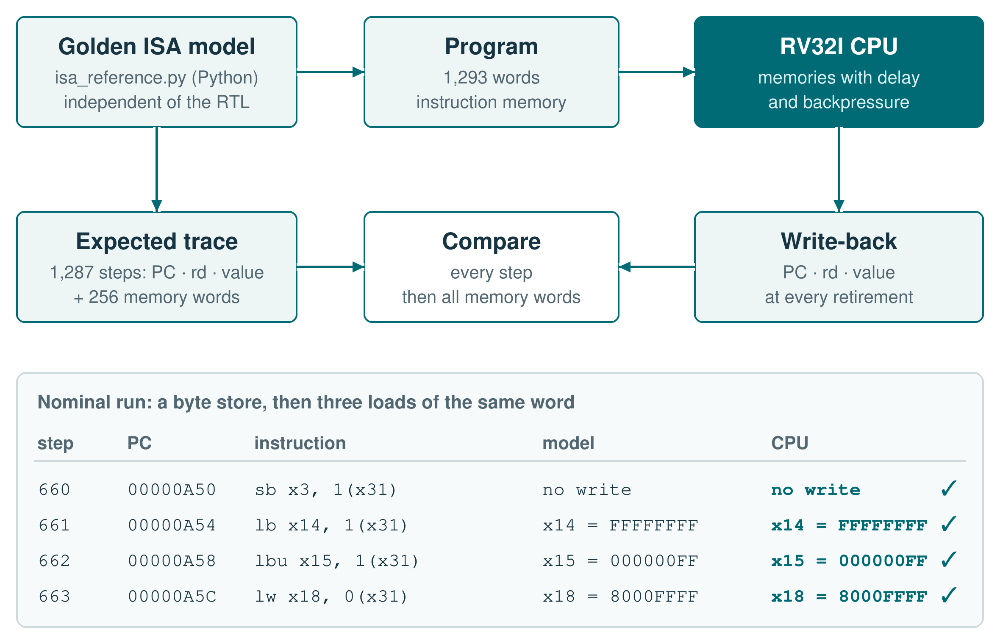 Golden ISA model
isa_reference.py (Python)
independent of the RTL
Program
1,293 words
instruction memory
RV32I CPU
memories with delay
and backpressure
Expected trace
1,287 steps: PC · rd · value
+ 256 memory words
Compare
every step
then all memory words
Write-back
PC · rd · value
at every retirement
Nominal run: a byte store, then three loads of the same word
step PC instruction model CPU
660 00000A50 sb x3, 1(x31) no write no write ✓
661 00000A54 lb x14, 1(x31) x14 = FFFFFFFF x14 = FFFFFFFF ✓
662 00000A58 lbu x15, 1(x31) x15 = 000000FF x15 = 000000FF ✓
663 00000A5C lw x18, 0(x31) x18 = 8000FFFF x18 = 8000FFFF ✓